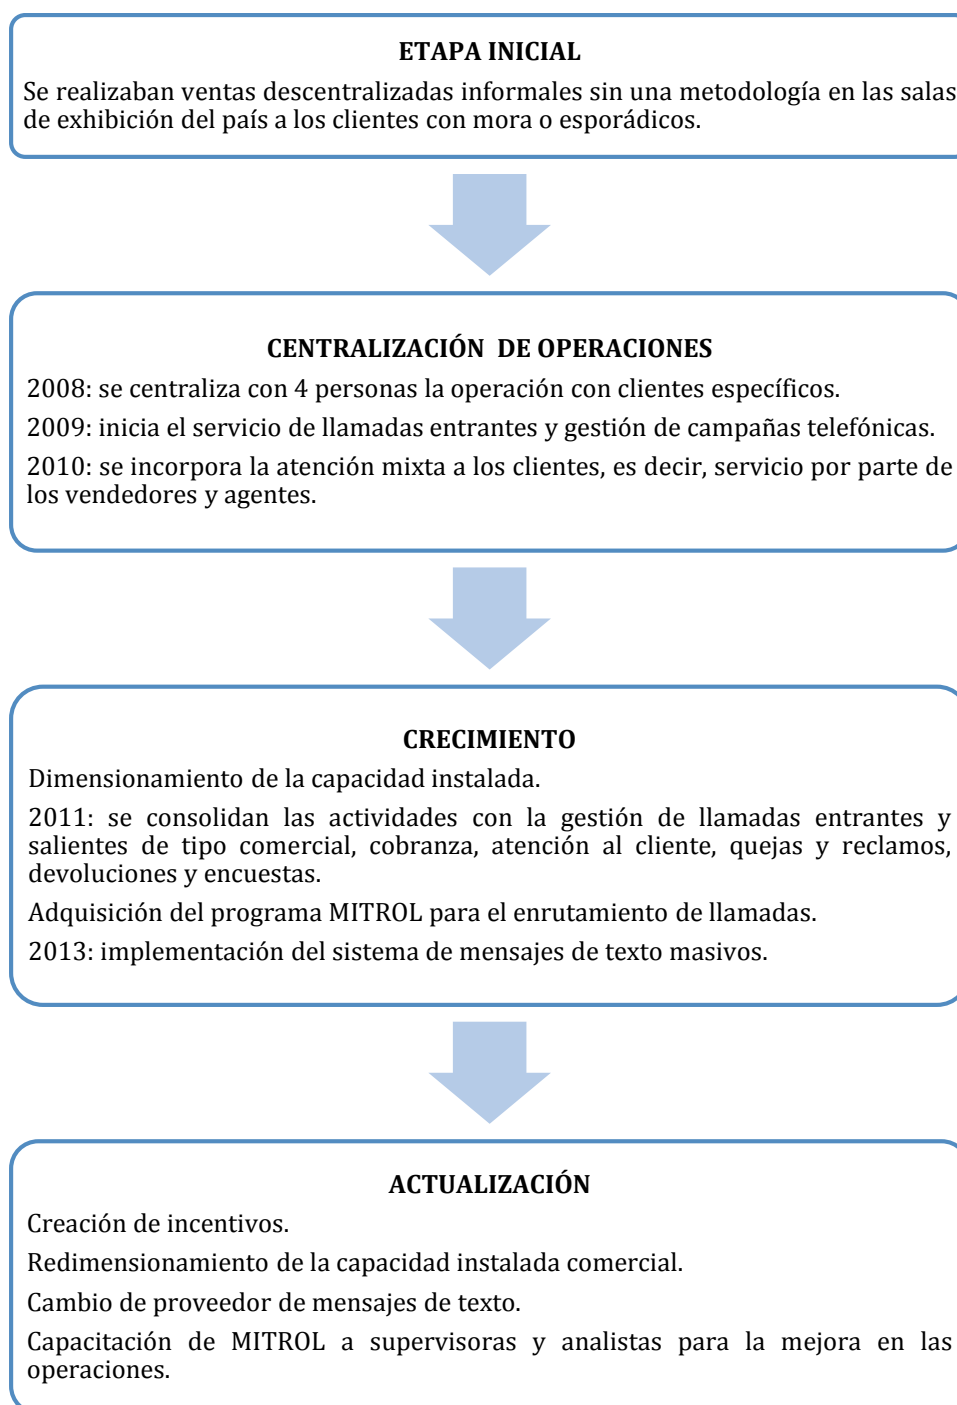 ETAPA INICIAL
Se realizaban ventas descentralizadas informales sin una metodología en las salas
de exhibición del país a los clientes con mora o esporádicos.
CENTRALIZACIÓN  DE OPERACIONES
2008: se centraliza con 4 personas la operación con clientes específicos.
2009: inicia el servicio de llamadas entrantes y gestión de campañas telefónicas.
2010: se incorpora la atención mixta a los clientes, es decir, servicio por parte de
los vendedores y agentes.
CRECIMIENTO
Dimensionamiento de la capacidad instalada.
2011: se consolidan las actividades con la gestión de llamadas entrantes y
salientes de tipo comercial, cobranza, atención al cliente, quejas y reclamos,
devoluciones y encuestas.
Adquisición del programa MITROL para el enrutamiento de llamadas.
2013: implementación del sistema de mensajes de texto masivos.
ACTUALIZACIÓN
Creación de incentivos.
Redimensionamiento de la capacidad instalada comercial.
Cambio de proveedor de mensajes de texto.
Capacitación de MITROL a supervisoras y analistas para la mejora en las
operaciones.